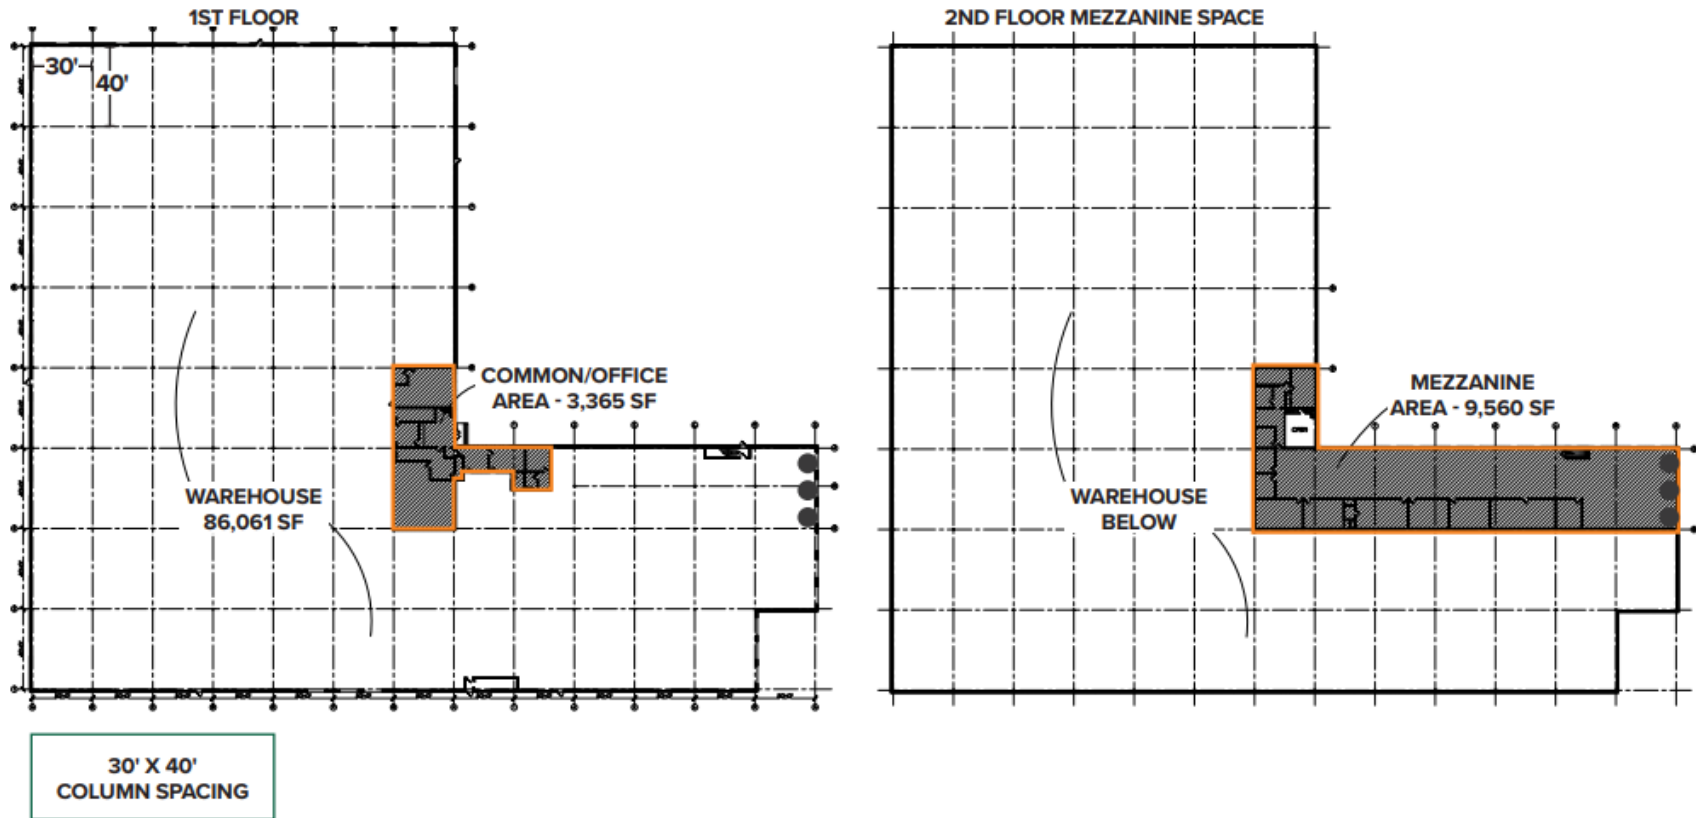 1ST FLOOR
30'
40'
COMMON/OFFICE
AREA - 3,365 SF
WAREHOUSE
86,061 SF
30' X 40'
COLUMN SPACING
2ND FLOOR MEZZANINE SPACE
MEZZANINE
AREA - 9,560 SF
WAREHOUSE
BELOW